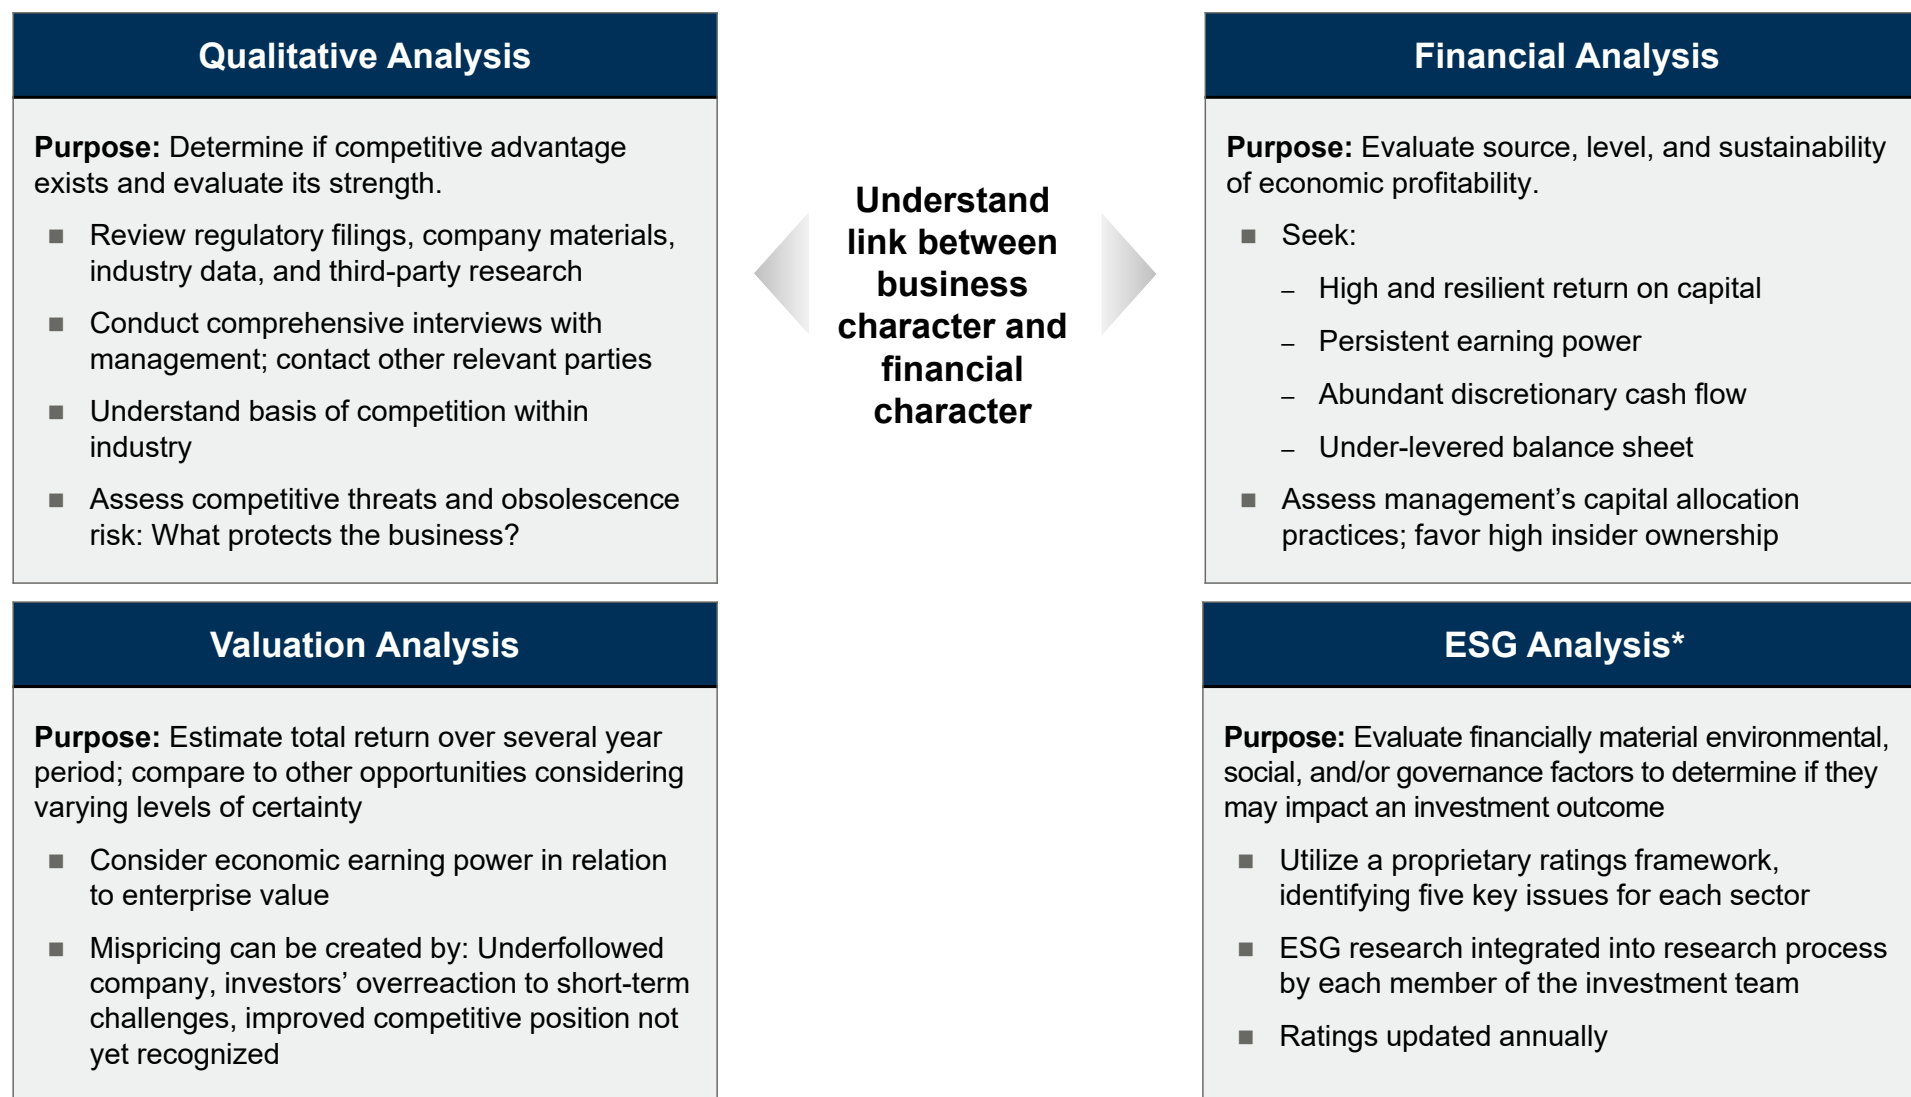 Qualitative Analysis
Purpose: Determine if competitive advantage
exists and evaluate its strength.
■ Review regulatory filings, company materials,
industry data, and third-party research
■ Conduct comprehensive interviews with
management; contact other relevant parties
■ Understand basis of competition within
industry
■ Assess competitive threats and obsolescence
risk: What protects the business?
Understand
link between
business
character and
financial
character
Financial Analysis
Purpose: Evaluate source, level, and sustainability
of economic profitability.
■ Seek:
– High and resilient return on capital
– Persistent earning power
– Abundant discretionary cash flow
– Under-levered balance sheet
■ Assess management’s capital allocation
practices; favor high insider ownership
Valuation Analysis
Purpose: Estimate total return over several year
period; compare to other opportunities considering
varying levels of certainty
■ Consider economic earning power in relation
to enterprise value
■ Mispricing can be created by: Underfollowed
company, investors’ overreaction to short-term
challenges, improved competitive position not
yet recognized
ESG Analysis*
Purpose: Evaluate financially material environmental,
social, and/or governance factors to determine if they
may impact an investment outcome
■ Utilize a proprietary ratings framework,
identifying five key issues for each sector
■ ESG research integrated into research process
by each member of the investment team
■ Ratings updated annually